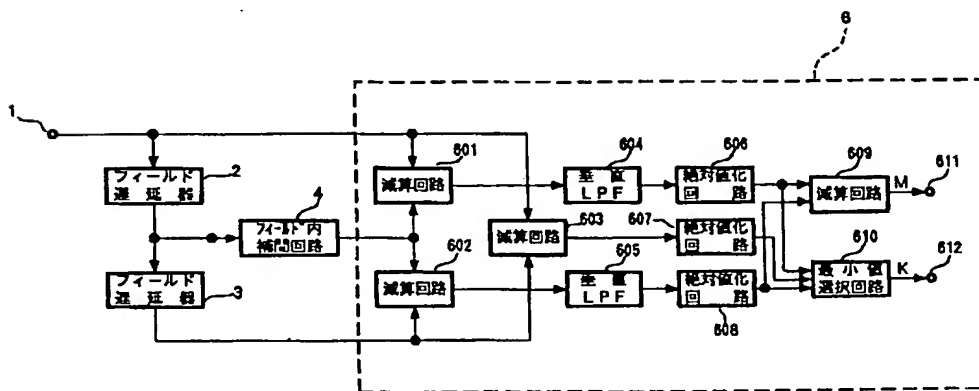 6
1
2
フィールド
遅延器
4
フィールド内
補間回路
フィールド
遅延器
3
601
減算回路
602
減算回路
603
減算回路
604
垂直
LPF
605
垂直
LPF
606
絶対値化
回路
607
絶対値化
回路
絶対値化
回路
608
609
減算回路
M
611
610
最小値
選択回路
K
612